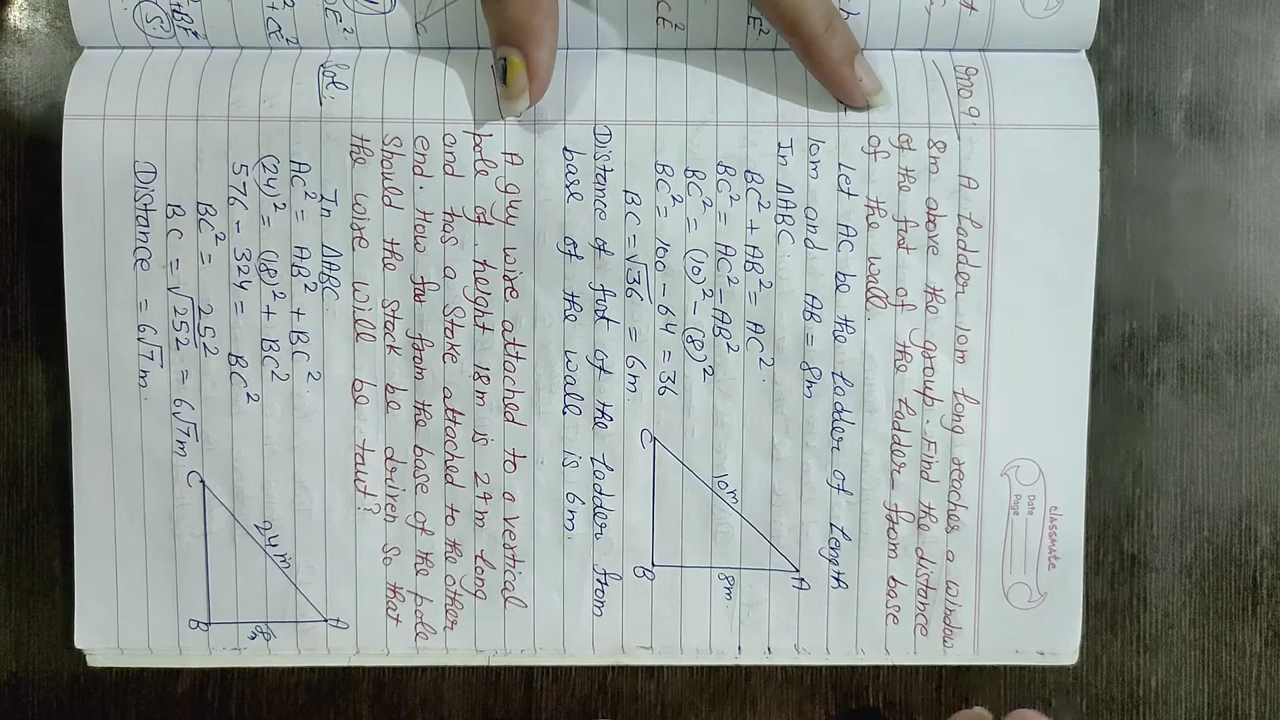 classmate
Date
Page
Qno 9. A Ladder 10m long reaches a window
8m above the group. Find the distance
of the foot of the Ladder from base
of the wall.
Let AC be the Ladder of Length
10m and AB = 8m
In ΔABC.
BC² + AB² = AC².
BC² = AC² - AB²
BC² = (10)² - (8)²
BC² = 100 - 64 = 36
BC = √36 = 6m.
A
10m
8m.
C
B
Distance of foot of the Ladder from
base of the wall is 6m.
A guy wire attached to a vertical
pole of height 18m is 24m long
and has a Stake attached to the other
end. How far from the base of the pole
Should the Stack be driven so that
the wire will be taut?
Sol.
In ΔABC
AC² = AB² + BC².
(24)² = (18)² + BC²
576 - 324 = BC²
BC² = 252
BC = √252 = 6√7m.
Distance = 6√7m.
A
24m
C
B